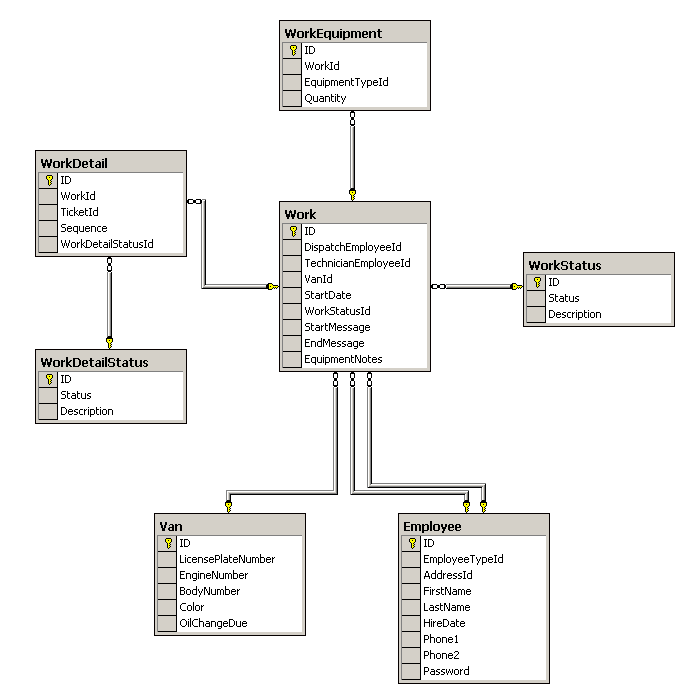 WorkEquipment
ID
WorkId
EquipmentTypeId
Quantity
WorkDetail
ID
WorkId
TicketId
Sequence
WorkDetailStatusId
Work
ID
DispatchEmployeeId
TechnicianEmployeeId
VanId
StartDate
WorkStatusId
StartMessage
EndMessage
EquipmentNotes
WorkStatus
ID
Status
Description
WorkDetailStatus
ID
Status
Description
Van
ID
LicensePlateNumber
EngineNumber
BodyNumber
Color
OilChangeDue
Employee
ID
EmployeeTypeId
AddressId
FirstName
LastName
HireDate
Phone1
Phone2
Password